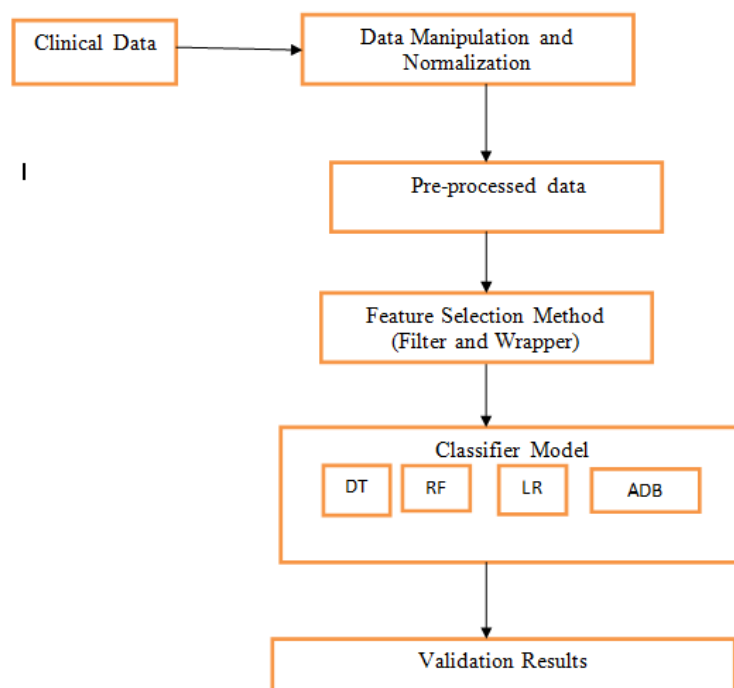 Clinical Data
Data Manipulation and
Normalization
Pre-processed data
Feature Selection Method
(Filter and Wrapper)
Classifier Model
DT RF LR ADB
Validation Results